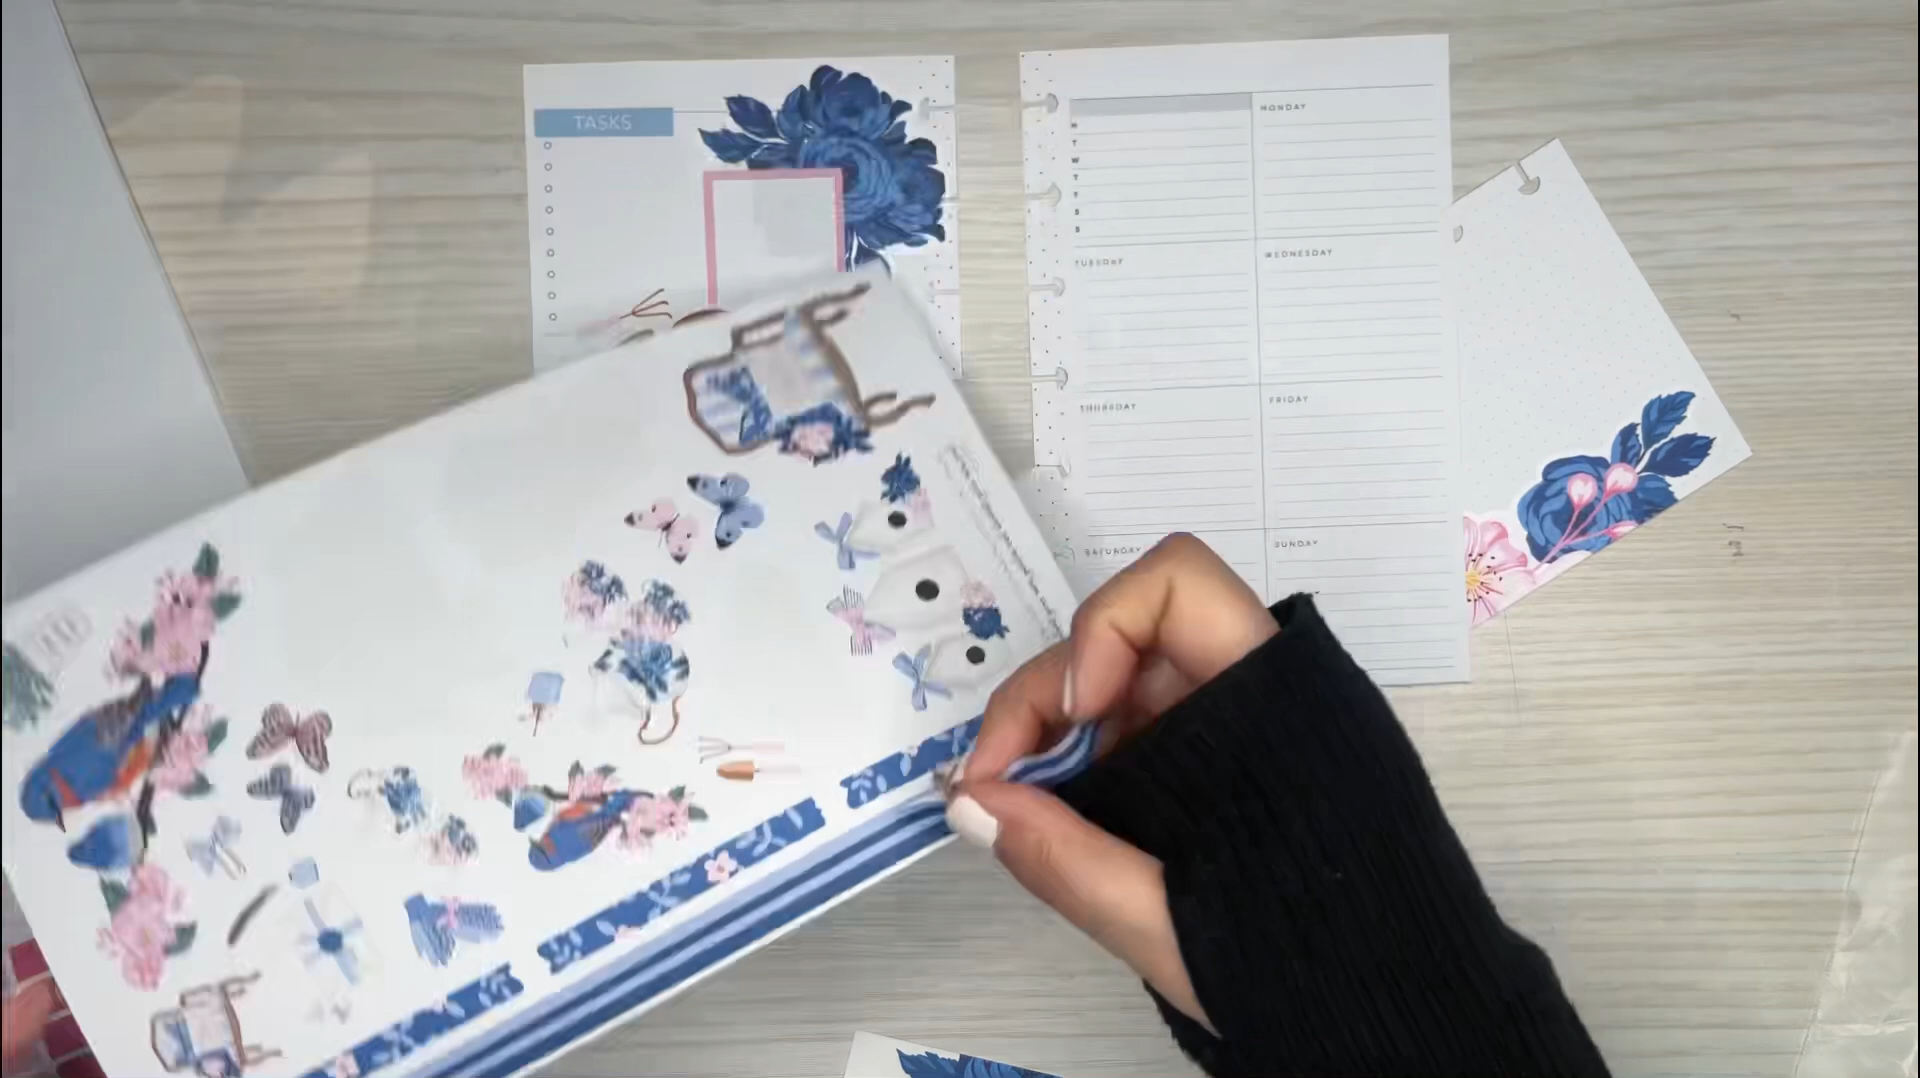 TASKS
MONDAY
M
T
W
T
F
S
S
TUESDAY
WEDNESDAY
THURSDAY
FRIDAY
SATURDAY
SUNDAY